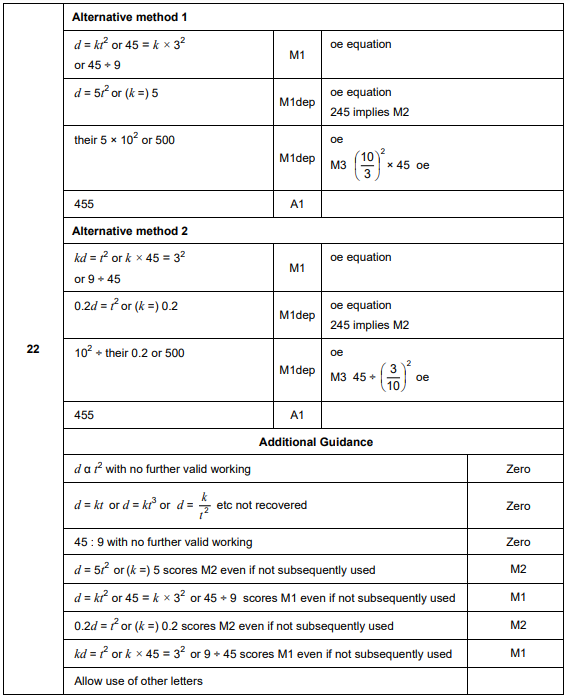 Alternative method 1
d = kt² or 45 = k × 3²
or 45 ÷ 9
M1
oe equation
d = 5t² or (k =) 5
M1dep
oe equation
245 implies M2
their 5 × 10² or 500
M1dep
oe
M3 (10/3)² × 45 oe
455
A1
Alternative method 2
kd = t² or k × 45 = 3²
or 9 ÷ 45
M1
oe equation
0.2d = t² or (k =) 0.2
M1dep
oe equation
245 implies M2
22
10² ÷ their 0.2 or 500
M1dep
oe
M3 45 ÷ (3/10)² oe
455
A1
Additional Guidance
d α t² with no further valid working
Zero
d = kt or d = kt³ or d = k/t² etc not recovered
Zero
45 : 9 with no further valid working
Zero
d = 5t² or (k =) 5 scores M2 even if not subsequently used
M2
d = kt² or 45 = k × 3² or 45 ÷ 9 scores M1 even if not subsequently used
M1
0.2d = t² or (k =) 0.2 scores M2 even if not subsequently used
M2
kd = t² or k × 45 = 3² or 9 ÷ 45 scores M1 even if not subsequently used
M1
Allow use of other letters